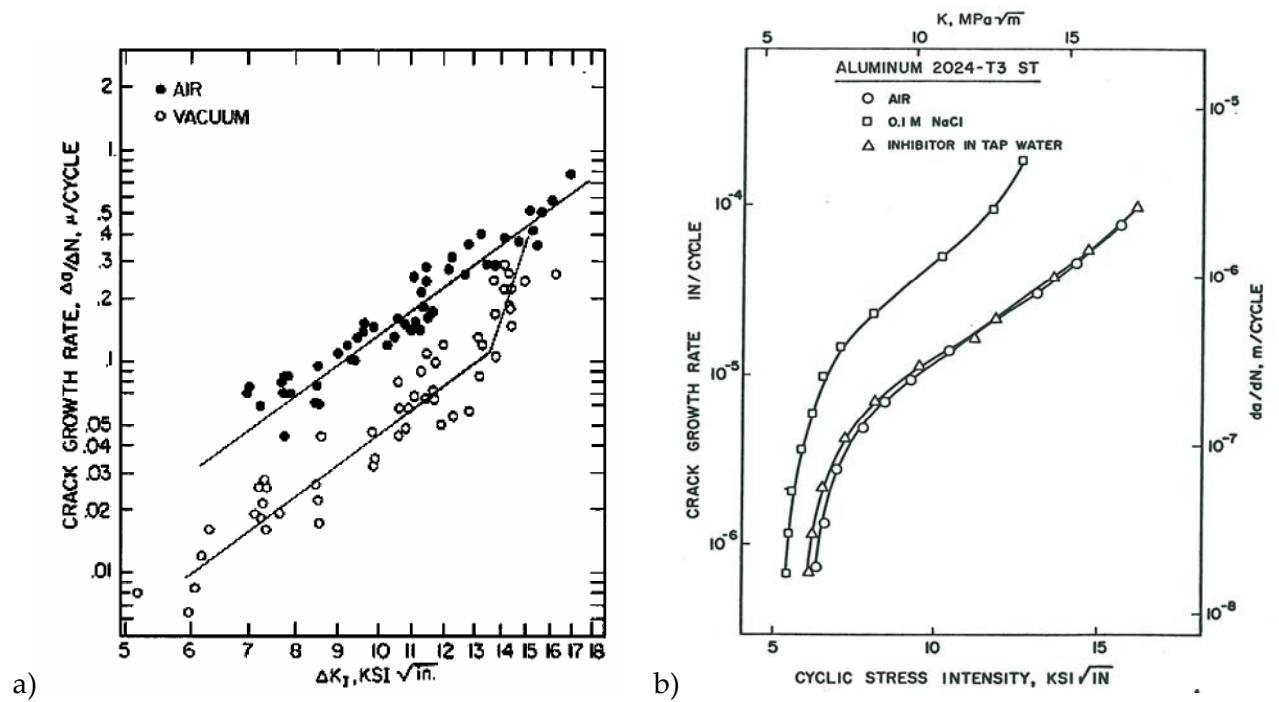 2
1.
.5
.4
.3
.2
.1
.05
.04
.03
.02
.01
CRACK GROWTH RATE, Δa/ΔN, μ/CYCLE
● AIR
○ VACUUM
5 6 7 8 9 10 11 12 13 14 15 16 17 18
ΔK_I, KSI √in.
a)
K, MPa√m
5 10 15
ALUMINUM 2024-T3 ST
○ AIR
□ 0.1 M NaCl
△ INHIBITOR IN TAP WATER
10⁻⁴
10⁻⁵
10⁻⁶
CRACK GROWTH RATE IN/CYCLE
10⁻⁵
10⁻⁶
10⁻⁷
10⁻⁸
da/dN, m/CYCLE
5 10 15
CYCLIC STRESS INTENSITY, KSI√IN
b)